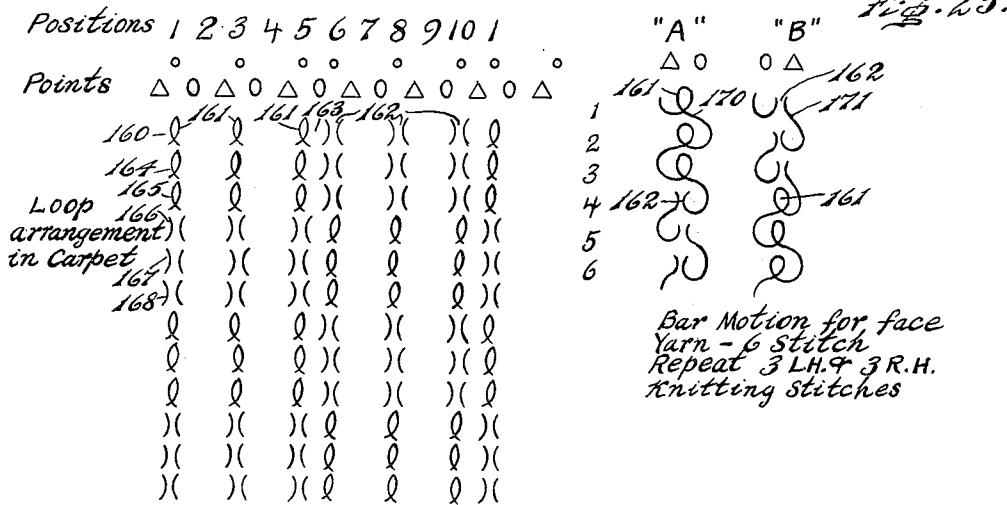 Fig. 25.
Positions 1 2 3 4 5 6 7 8 9 10 1
"A" "B"
Points
161 170 162 171
160 161 161 163 162
164
165
166
167
168
Loop
arrangement
in Carpet
1
2
3
4 162 161
5
6
Bar Motion for face
Yarn - 6 Stitch
Repeat 3 LH. & 3 R.H.
Knitting Stitches